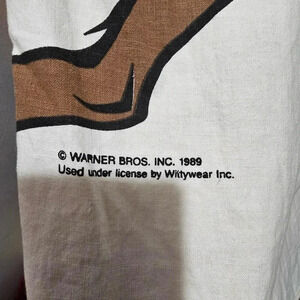 © WARNER BROS. INC. 1989
Used under license by Wittywear Inc.